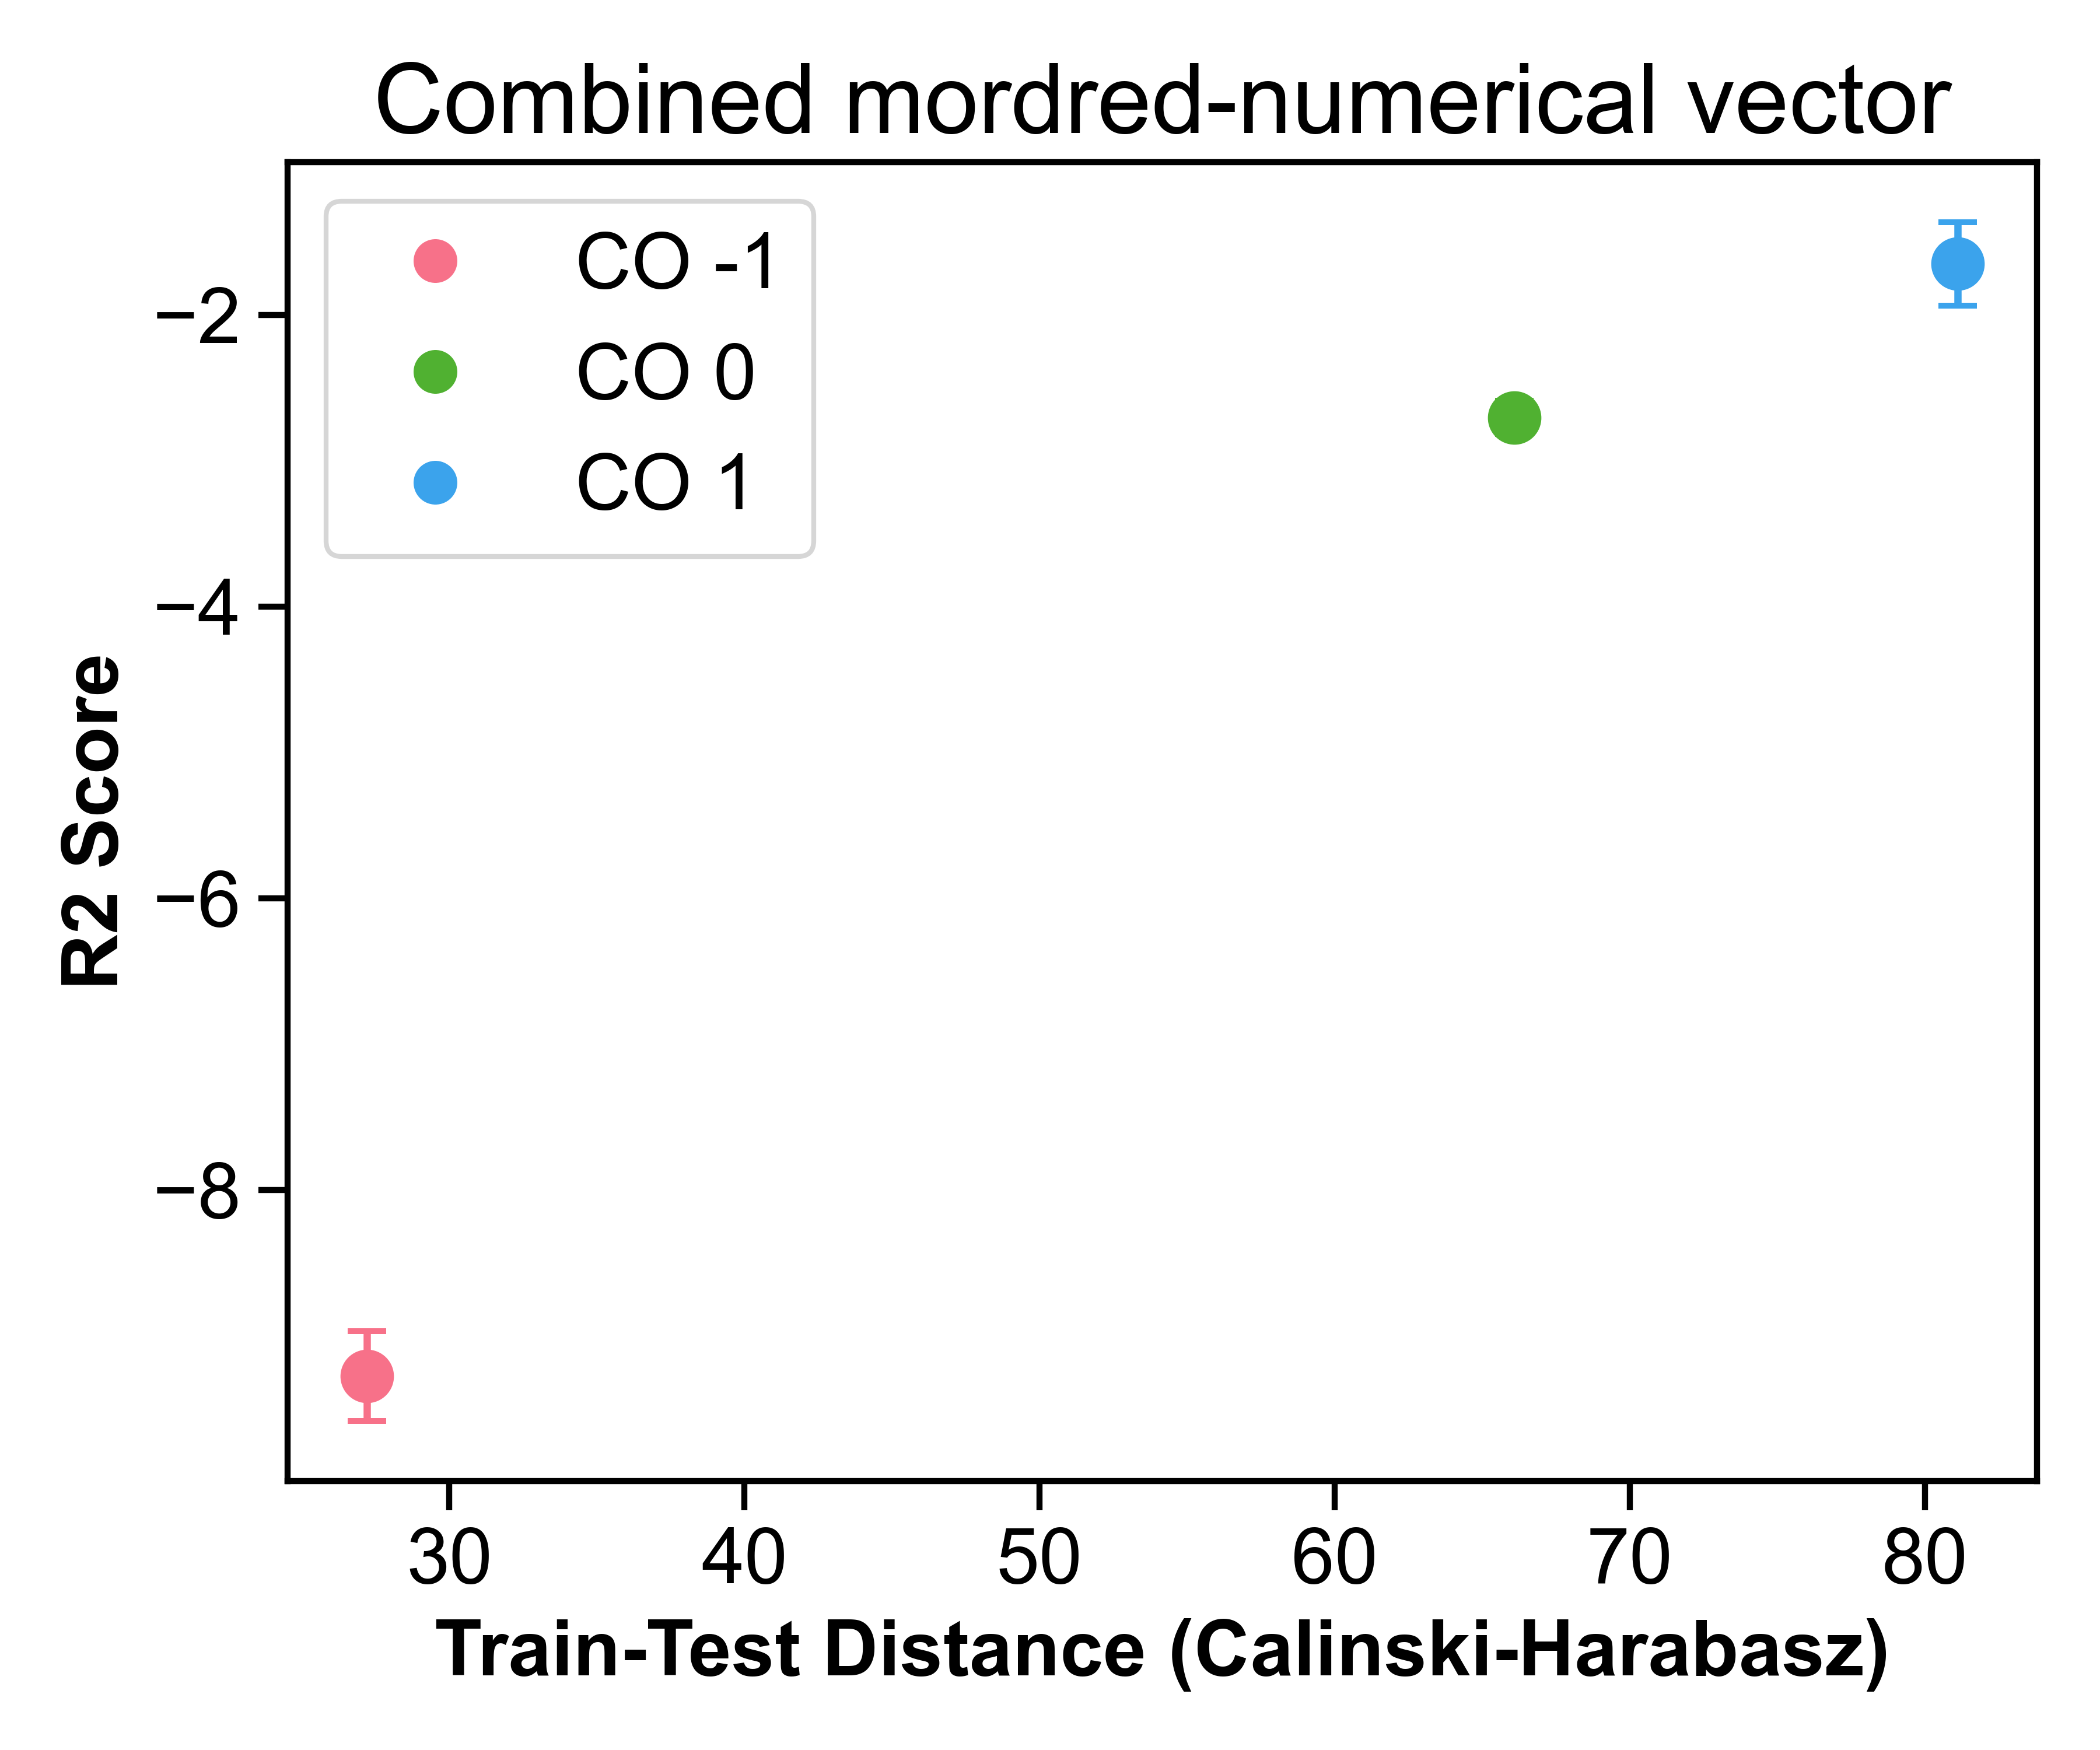 Combined mordred-numerical vector
CO -1
CO 0
CO 1
−2
−4
−6
−8
R2 Score
30 40 50 60 70 80
Train-Test Distance (Calinski-Harabasz)